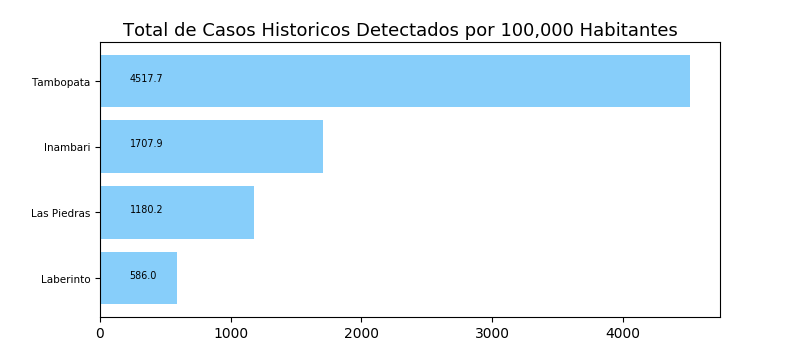 Total de Casos Historicos Detectados por 100,000 Habitantes
Tambopata 4517.7
Inambari 1707.9
Las Piedras 1180.2
Laberinto 586.0
0 1000 2000 3000 4000